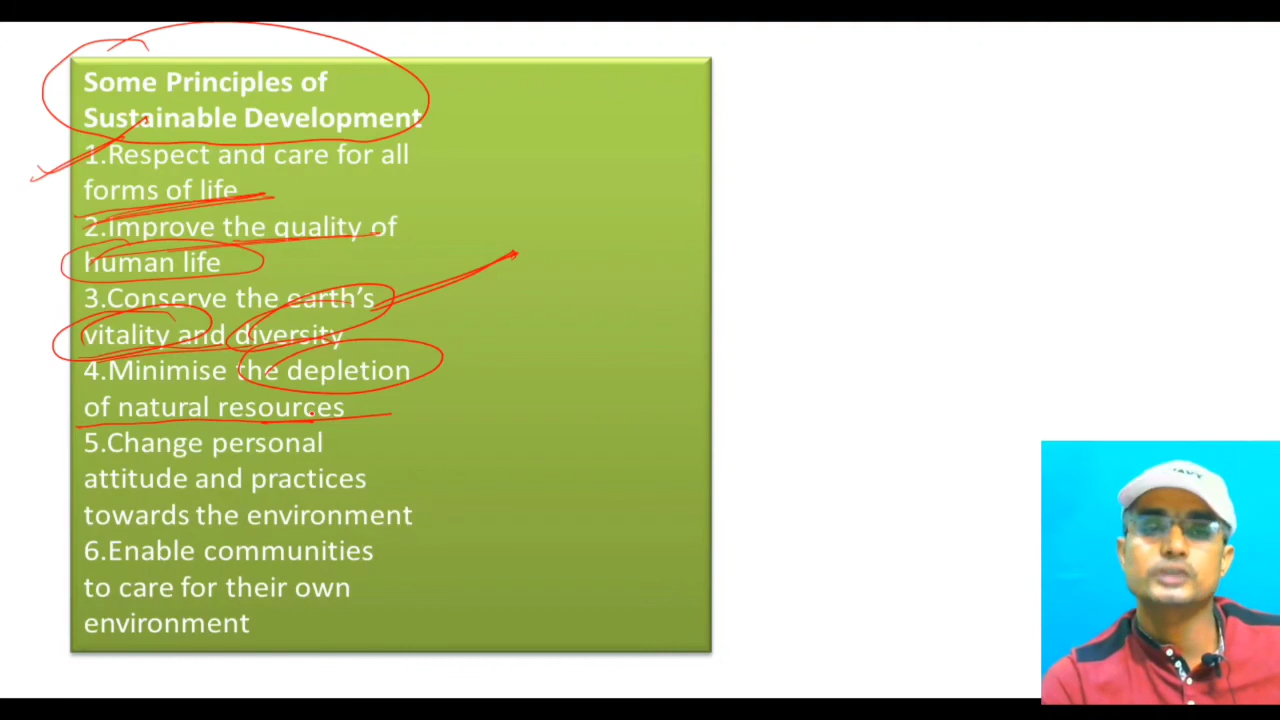 Some Principles of
Sustainable Development
1.Respect and care for all
forms of life
2.Improve the quality of
human life
3.Conserve the earth's
vitality and diversity
4.Minimise the depletion
of natural resources
5.Change personal
attitude and practices
towards the environment
6.Enable communities
to care for their own
environment